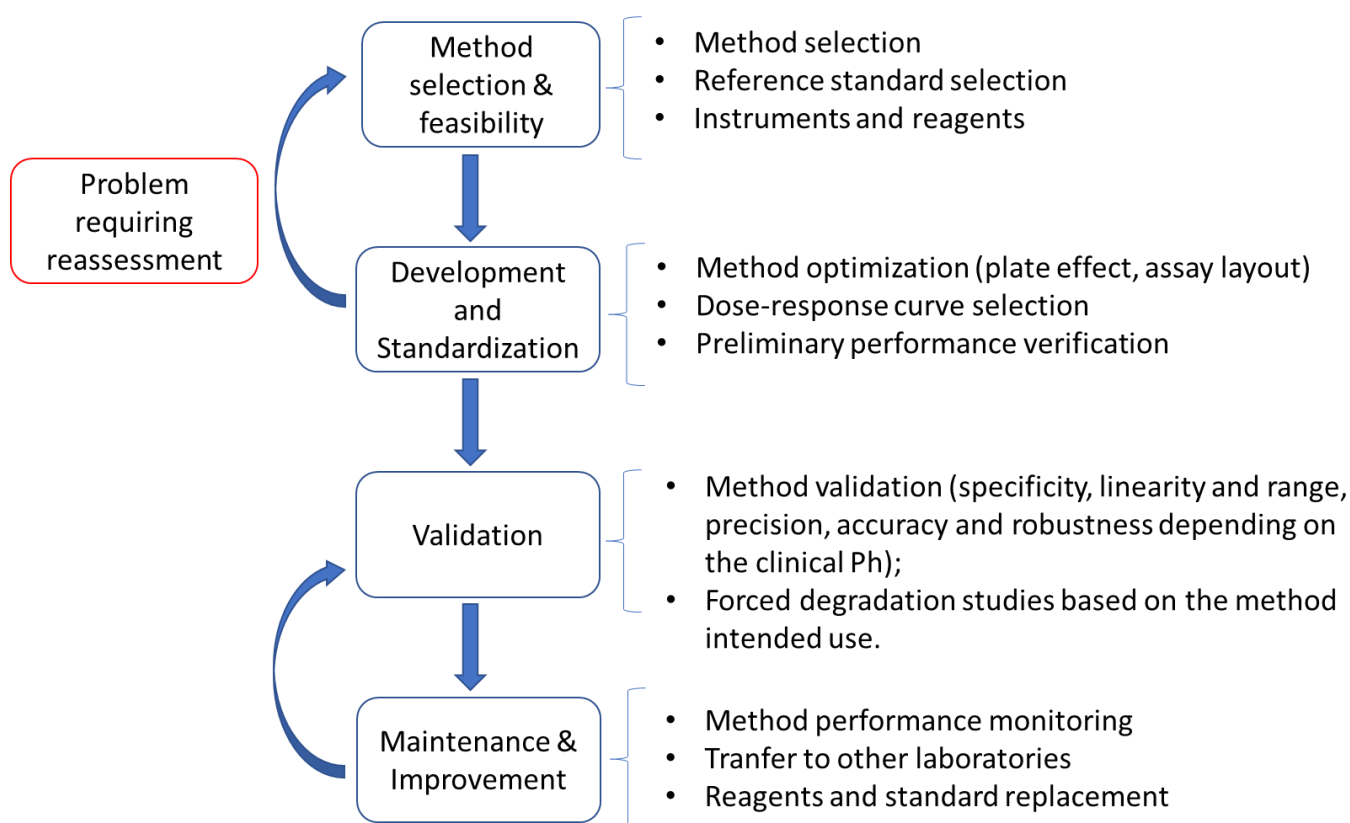 Method
selection &
feasibility
• Method selection
• Reference standard selection
• Instruments and reagents
Problem
requiring
reassessment
Development
and
Standardization
• Method optimization (plate effect, assay layout)
• Dose-response curve selection
• Preliminary performance verification
Validation
• Method validation (specificity, linearity and range,
precision, accuracy and robustness depending on
the clinical Ph);
• Forced degradation studies based on the method
intended use.
Maintenance &
Improvement
• Method performance monitoring
• Tranfer to other laboratories
• Reagents and standard replacement